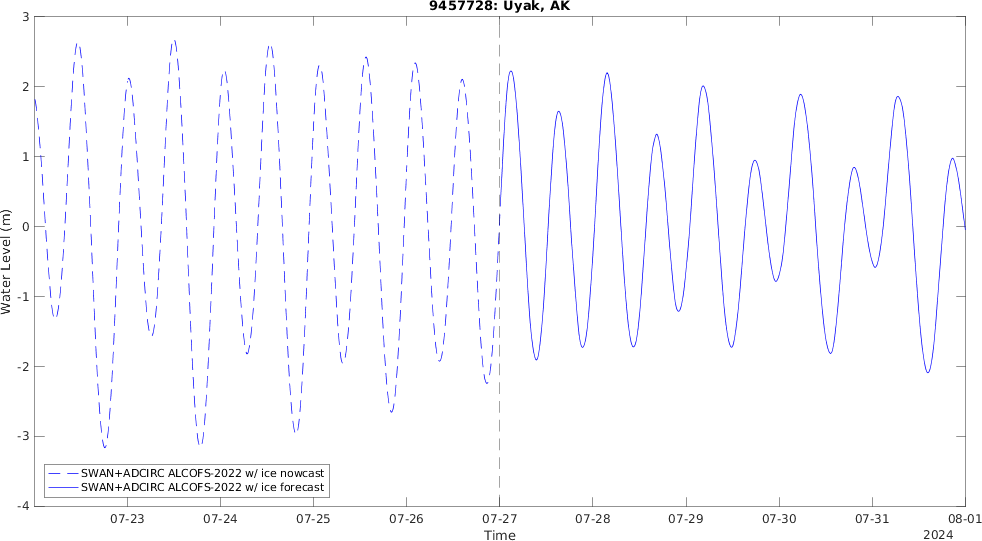 9457728: Uyak, AK
3
2
1
0
-1
-2
-3
-4
Water Level (m)
SWAN+ADCIRC ALCOFS-2022 w/ ice nowcast
SWAN+ADCIRC ALCOFS-2022 w/ ice forecast
07-23 07-24 07-25 07-26 07-27 07-28 07-29 07-30 07-31 08-01
Time
2024